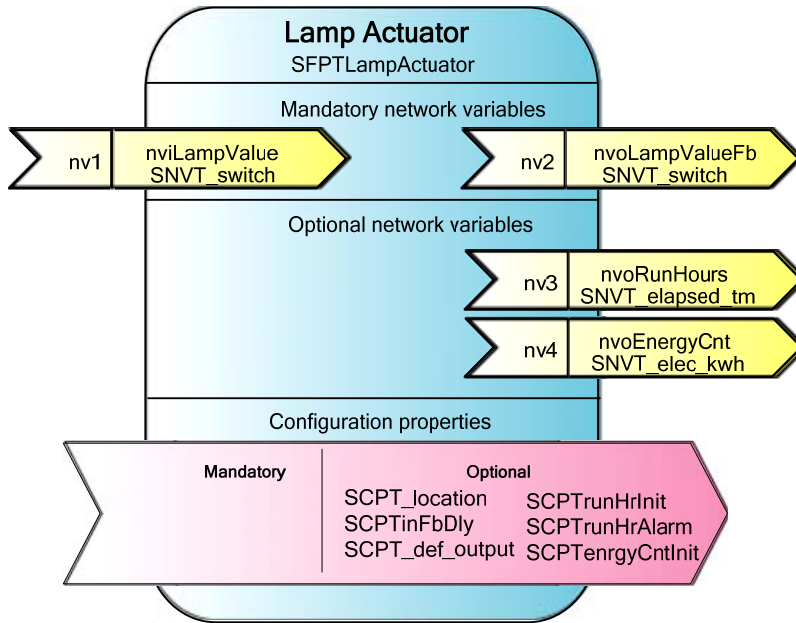 Lamp Actuator
SFPTLampActuator
Mandatory network variables
nv1
nviLampValue
SNVT_switch
nv2
nvoLampValueFb
SNVT_switch
Optional network variables
nv3
nvoRunHours
SNVT_elapsed_tm
nv4
nvoEnergyCnt
SNVT_elec_kwh
Configuration properties
Mandatory
Optional
SCPT_location
SCPTinFbDly
SCPT_def_output
SCPTrunHrInit
SCPTrunHrAlarm
SCPTenrgyCntInit